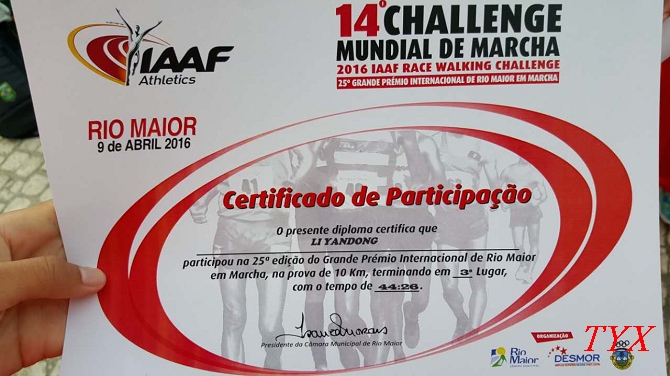 IAAF
Athletics
14º CHALLENGE
MUNDIAL DE MARCHA
2016 IAAF RACE WALKING CHALLENGE
25º GRANDE PRÉMIO INTERNACIONAL DE RIO MAIOR EM MARCHA
RIO MAIOR
9 de ABRIL 2016
Certificado de Participação
O presente diploma certifica que
LI YANDONG
participou na 25ª edição do Grande Prémio Internacional de Rio Maior
em Marcha, na prova de 10 Km, terminando em 3º Lugar,
com o tempo de 44:26.
Presidente da Câmara Municipal de Rio Maior
ORGANIZAÇÃO
Rio Maior
DESMOR
TYX